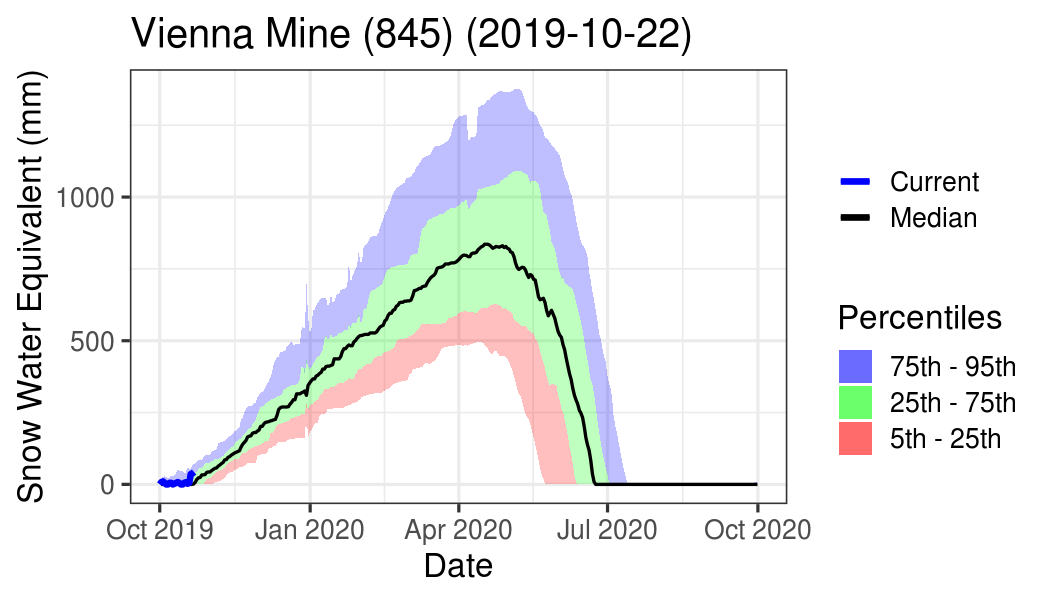 Vienna Mine (845) (2019-10-22)
Snow Water Equivalent (mm)
1000
500
0
Oct 2019 Jan 2020 Apr 2020 Jul 2020 Oct 2020
Date
Current
Median
Percentiles
75th - 95th
25th - 75th
5th - 25th